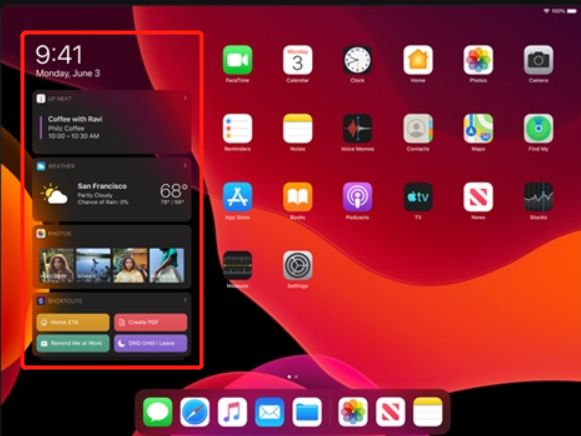 100%
9:41
Monday, June 3
UP NEXT
Coffee with Ravi
Philz Coffee
10:00 – 10:30 AM
WEATHER
San Francisco
Partly Cloudy
Chance of Rain: 0%
68°
78° / 56°
PHOTOS
SHORTCUTS
Home ETA
Create PDF
Remind Me at Work
DND Until I Leave
Monday
3
FaceTime
Calendar
Clock
Home
Photos
Camera
Reminders
Notes
Voice Memos
Contacts
Maps
Find My
tv
App Store
Books
Podcasts
TV
News
Stocks
Measure
Settings